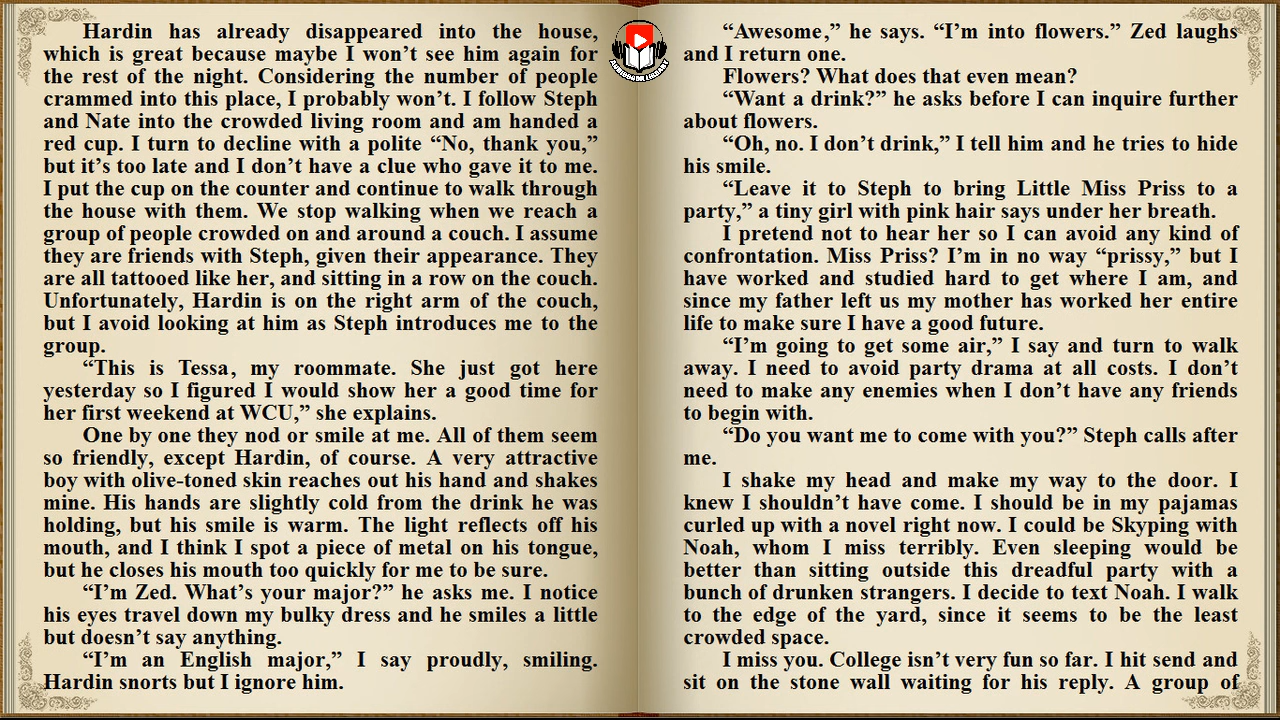 Hardin has already disappeared into the house,
which is great because maybe I won’t see him again for
the rest of the night. Considering the number of people
crammed into this place, I probably won’t. I follow Steph
and Nate into the crowded living room and am handed a
red cup. I turn to decline with a polite “No, thank you,”
but it’s too late and I don’t have a clue who gave it to me.
I put the cup on the counter and continue to walk through
the house with them. We stop walking when we reach a
group of people crowded on and around a couch. I assume
they are friends with Steph, given their appearance. They
are all tattooed like her, and sitting in a row on the couch.
Unfortunately, Hardin is on the right arm of the couch,
but I avoid looking at him as Steph introduces me to the
group.
“This is Tessa, my roommate. She just got here
yesterday so I figured I would show her a good time for
her first weekend at WCU,” she explains.
One by one they nod or smile at me. All of them seem
so friendly, except Hardin, of course. A very attractive
boy with olive-toned skin reaches out his hand and shakes
mine. His hands are slightly cold from the drink he was
holding, but his smile is warm. The light reflects off his
mouth, and I think I spot a piece of metal on his tongue,
but he closes his mouth too quickly for me to be sure.
“I’m Zed. What’s your major?” he asks me. I notice
his eyes travel down my bulky dress and he smiles a little
but doesn’t say anything.
“I’m an English major,” I say proudly, smiling.
Hardin snorts but I ignore him.
AUDIOBOOK LIBRARY
“Awesome,” he says. “I’m into flowers.” Zed laughs
and I return one.
Flowers? What does that even mean?
“Want a drink?” he asks before I can inquire further
about flowers.
“Oh, no. I don’t drink,” I tell him and he tries to hide
his smile.
“Leave it to Steph to bring Little Miss Priss to a
party,” a tiny girl with pink hair says under her breath.
I pretend not to hear her so I can avoid any kind of
confrontation. Miss Priss? I’m in no way “prissy,” but I
have worked and studied hard to get where I am, and
since my father left us my mother has worked her entire
life to make sure I have a good future.
“I’m going to get some air,” I say and turn to walk
away. I need to avoid party drama at all costs. I don’t
need to make any enemies when I don’t have any friends
to begin with.
“Do you want me to come with you?” Steph calls after
me.
I shake my head and make my way to the door. I
knew I shouldn’t have come. I should be in my pajamas
curled up with a novel right now. I could be Skyping with
Noah, whom I miss terribly. Even sleeping would be
better than sitting outside this dreadful party with a
bunch of drunken strangers. I decide to text Noah. I walk
to the edge of the yard, since it seems to be the least
crowded space.
I miss you. College isn’t very fun so far. I hit send and
sit on the stone wall waiting for his reply. A group of